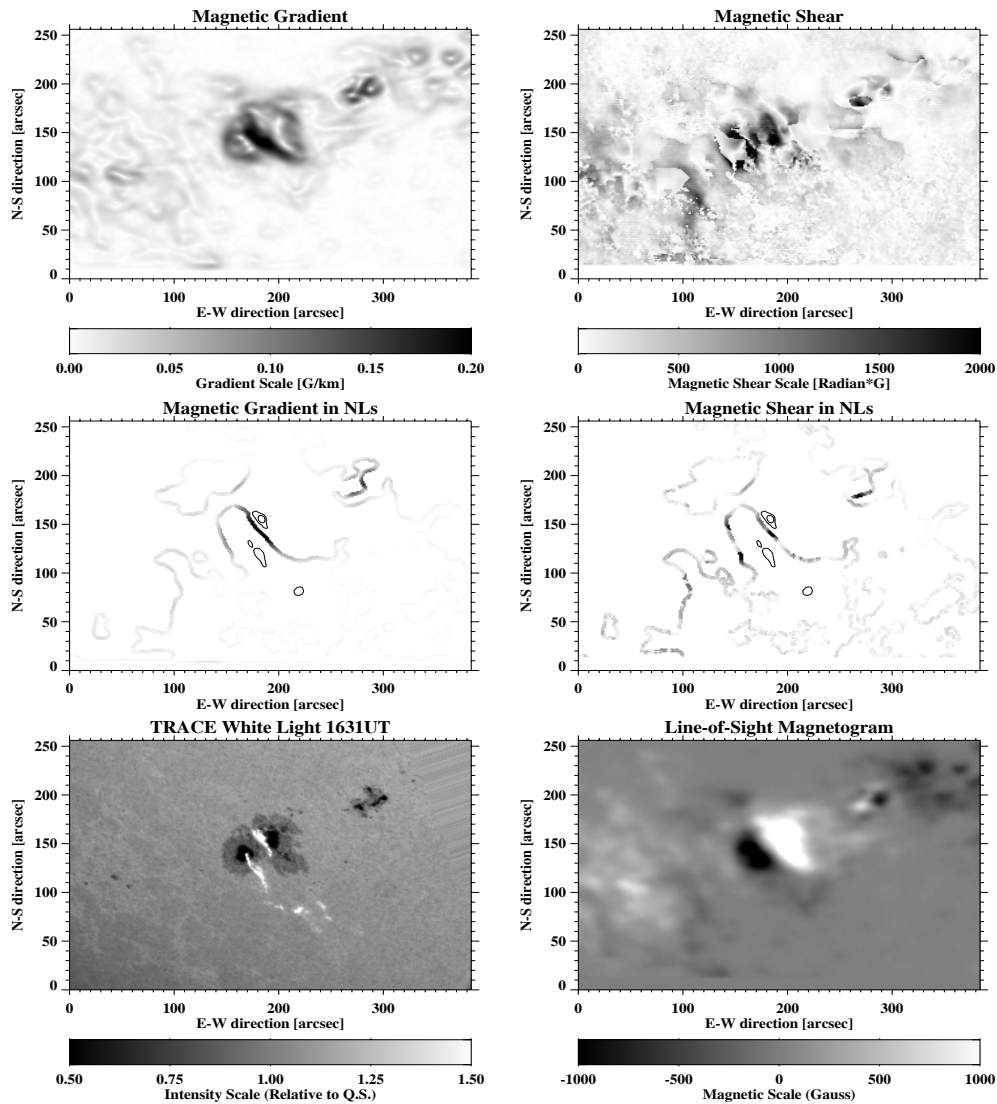 Magnetic Gradient
250
200
150
100
50
0
N-S direction [arcsec]
0 100 200 300
E-W direction [arcsec]
0.00 0.05 0.10 0.15 0.20
Gradient Scale [G/km]
Magnetic Shear
250
200
150
100
50
0
N-S direction [arcsec]
0 100 200 300
E-W direction [arcsec]
0 500 1000 1500 2000
Magnetic Shear Scale [Radian*G]
Magnetic Gradient in NLs
250
200
150
100
50
0
N-S direction [arcsec]
0 100 200 300
E-W direction [arcsec]
Magnetic Shear in NLs
250
200
150
100
50
0
N-S direction [arcsec]
0 100 200 300
E-W direction [arcsec]
TRACE White Light 1631UT
250
200
150
100
50
0
N-S direction [arcsec]
0 100 200 300
E-W direction [arcsec]
0.50 0.75 1.00 1.25 1.50
Intensity Scale (Relative to Q.S.)
Line-of-Sight Magnetogram
250
200
150
100
50
0
N-S direction [arcsec]
0 100 200 300
E-W direction [arcsec]
-1000 -500 0 500 1000
Magnetic Scale (Gauss)